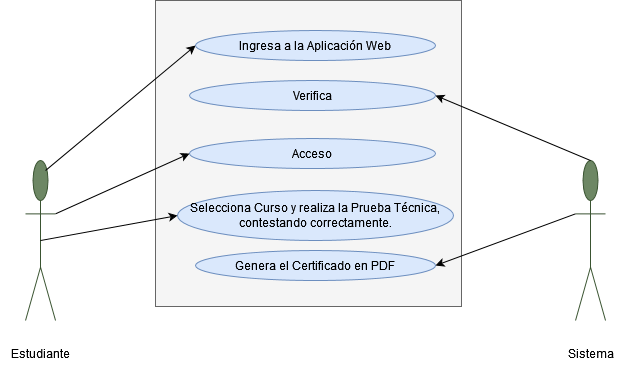 Ingresa a la Aplicación Web
Verifica
Acceso
Selecciona Curso y realiza la Prueba Técnica,
contestando correctamente.
Genera el Certificado en PDF
Estudiante
Sistema